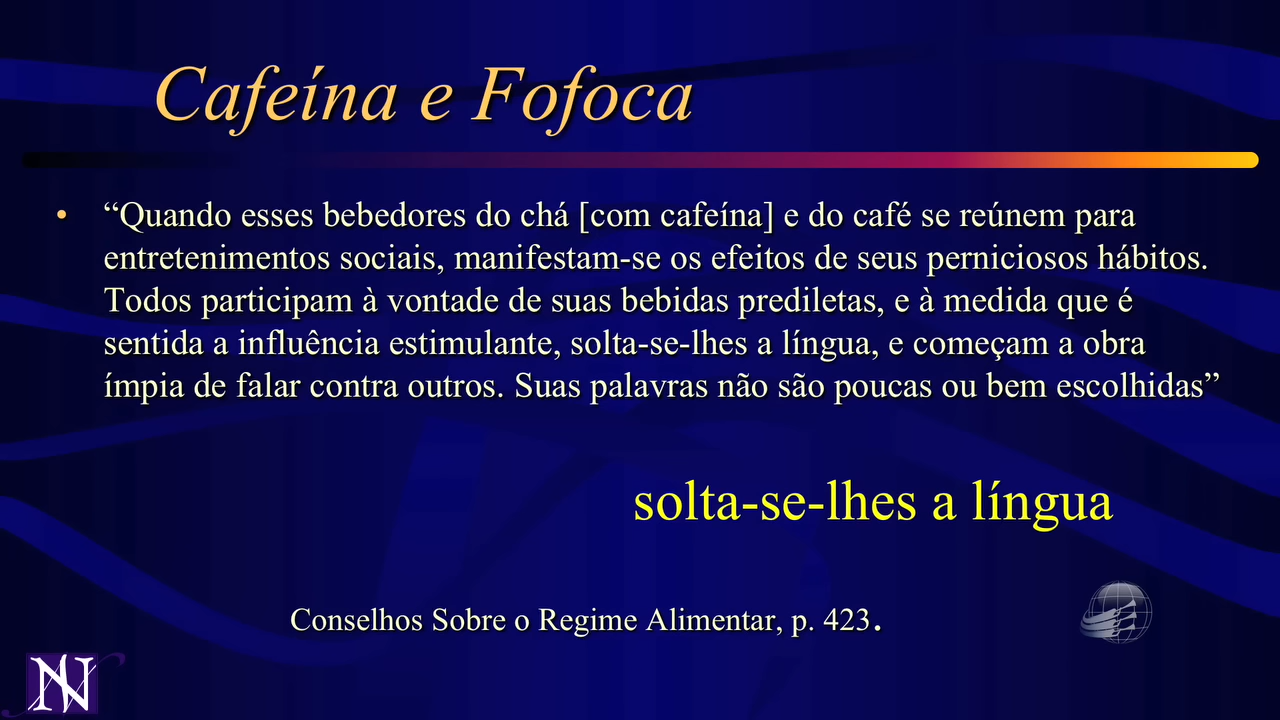 Cafeína e Fofoca
• “Quando esses bebedores do chá [com cafeína] e do café se reúnem para
entretenimentos sociais, manifestam-se os efeitos de seus perniciosos hábitos.
Todos participam à vontade de suas bebidas prediletas, e à medida que é
sentida a influência estimulante, solta-se-lhes a língua, e começam a obra
ímpia de falar contra outros. Suas palavras não são poucas ou bem escolhidas”
solta-se-lhes a língua
Conselhos Sobre o Regime Alimentar, p. 423.